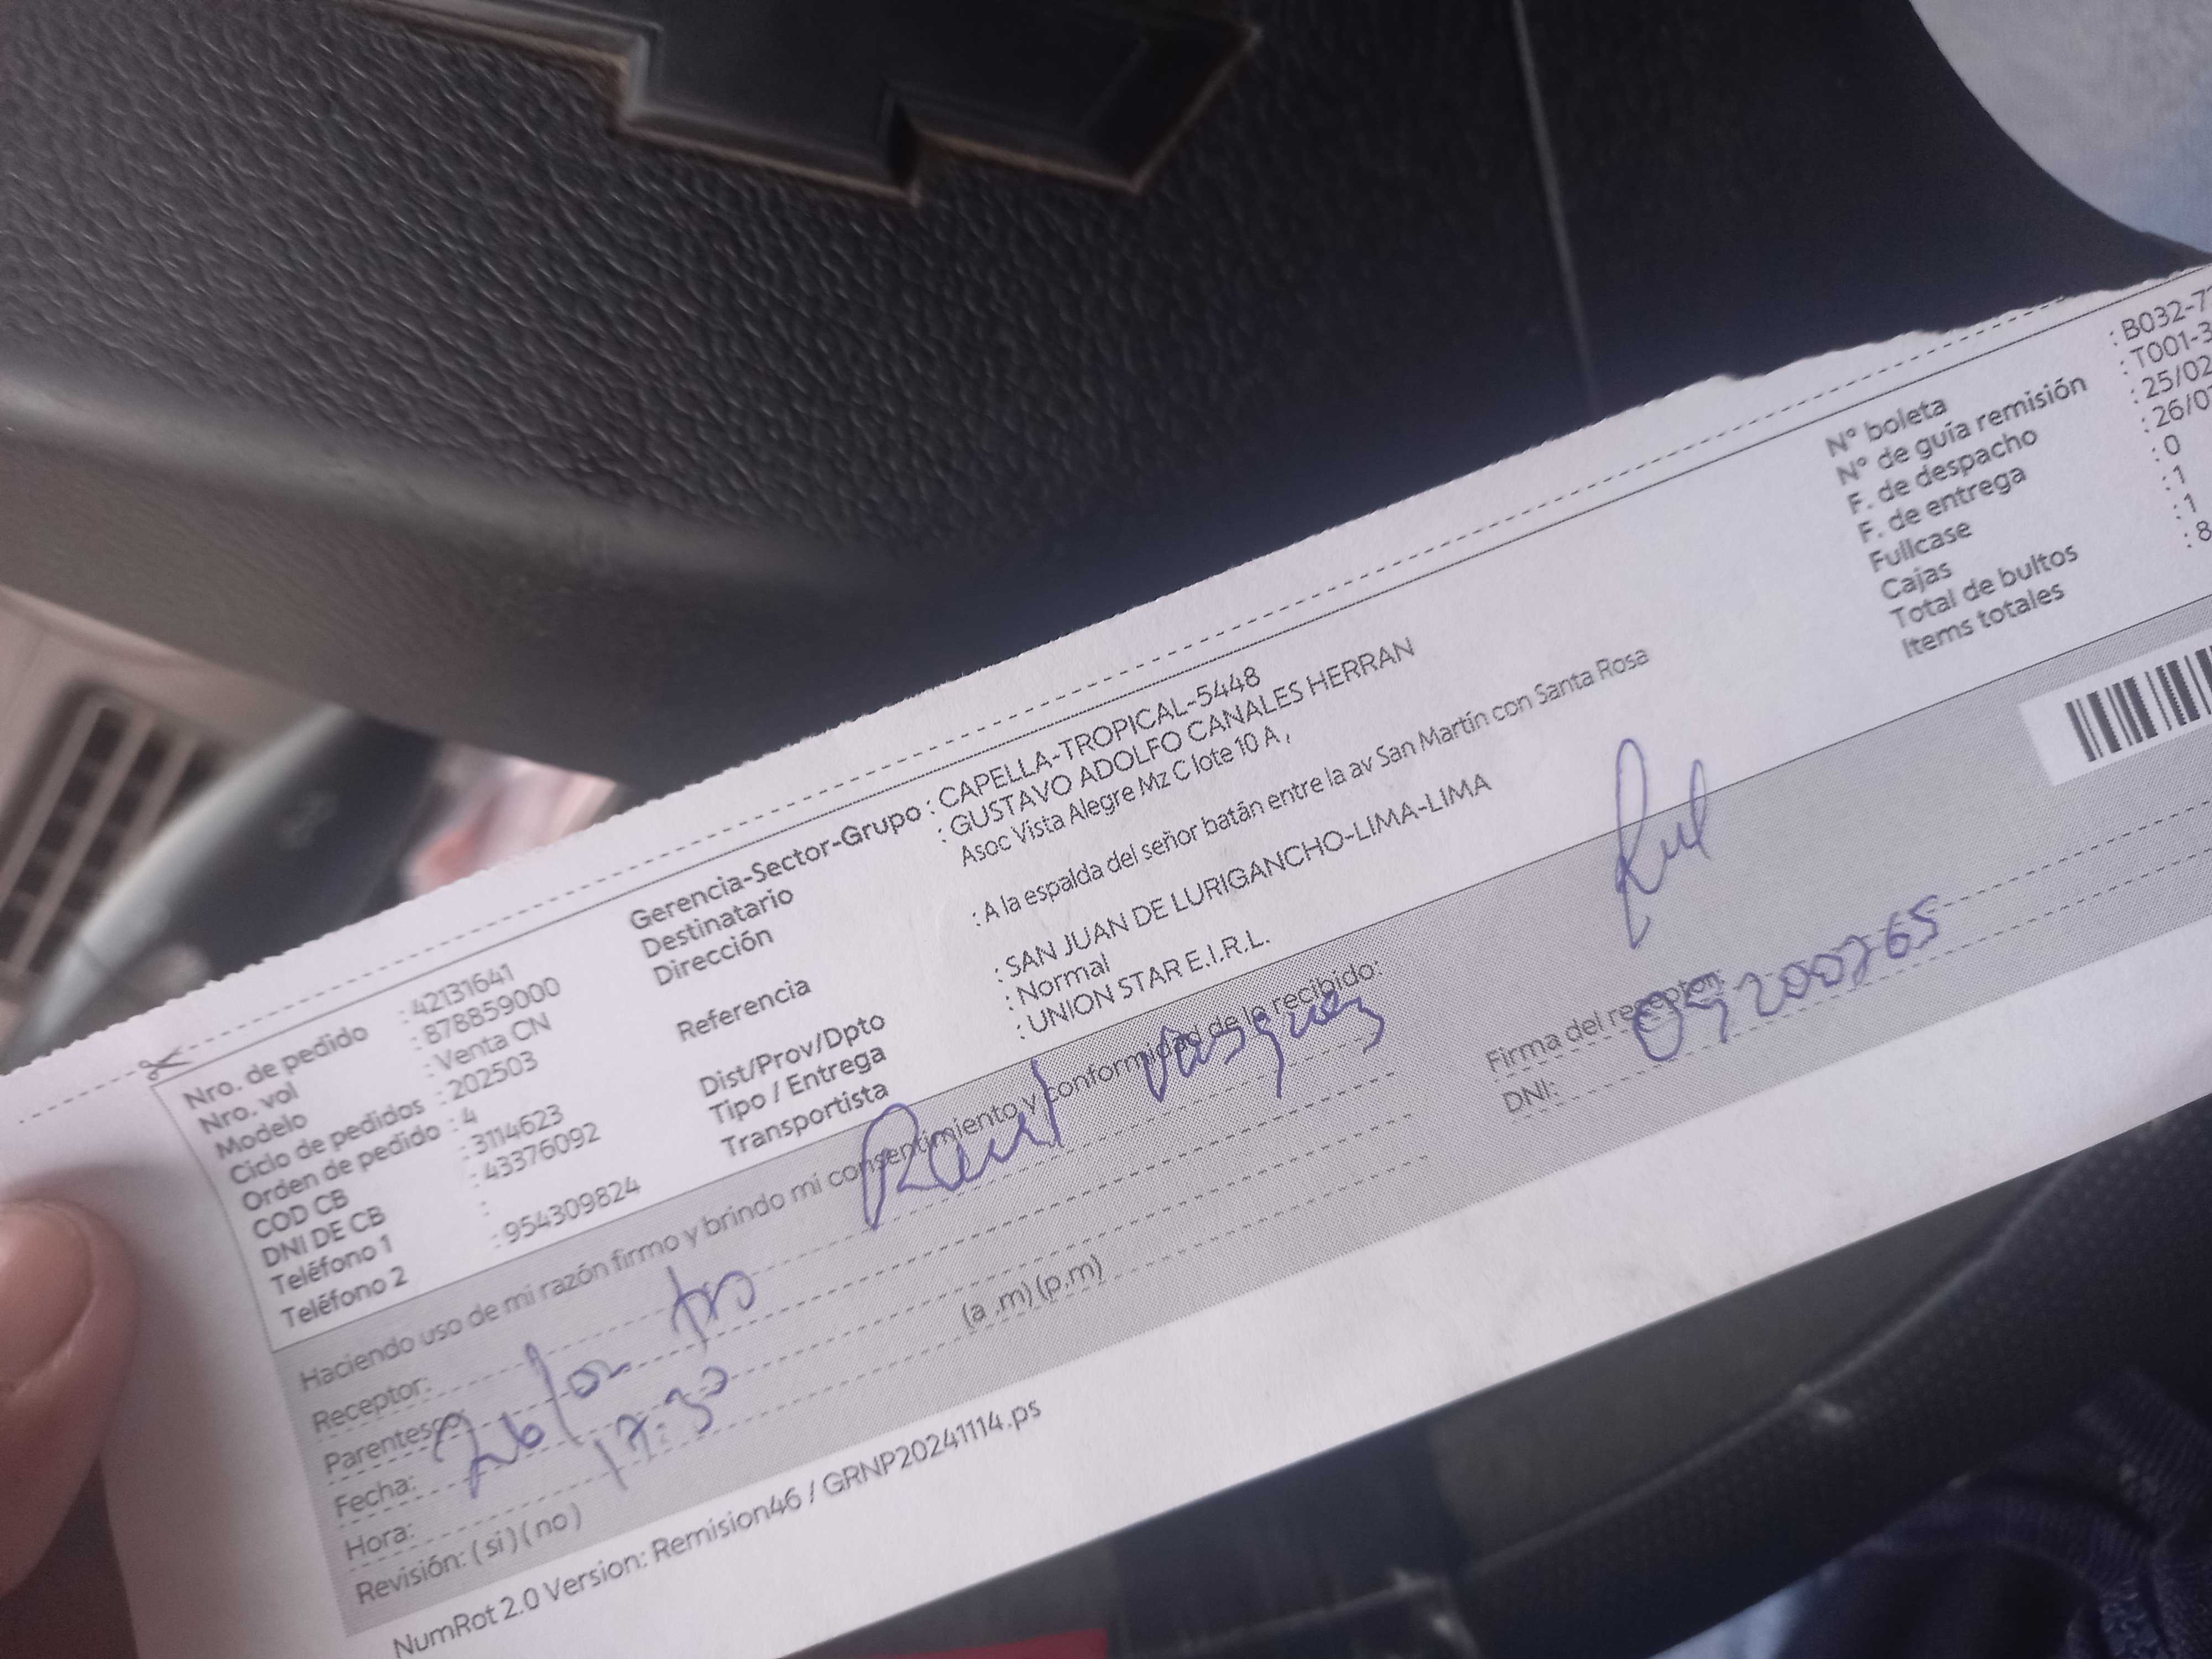 Nro. de pedido : 42131641
Nro. vol : 878859000
Modelo : Venta CN
Ciclo de pedidos : 202503
Orden de pedido : 4
COD CB : 3114623
DNI DE CB : 43376092
Teléfono 1 :
Teléfono 2 : 954309824
Gerencia-Sector-Grupo : CAPELLA-TROPICAL-5448
Destinatario : GUSTAVO ADOLFO CANALES HERRAN
Dirección Asoc Vista Alegre Mz C lote 10 A ,
Referencia : A la espalda del señor batán entre la av San Martín con Santa Rosa
Dist/Prov/Dpto : SAN JUAN DE LURIGANCHO-LIMA-LIMA
Tipo / Entrega : Normal
Transportista : UNION STAR E.I.R.L.
N° boleta : B032-7
N° de guía remisión : T001-3
F. de despacho : 25/02
F. de entrega : 26/0
Fullcase : 0
Cajas : 1
Total de bultos : 1
Items totales : 8
Haciendo uso de mi razón firmo y brindo mi consentimiento y conformidad de lo recibido:
Receptor: Raul Vasquez
Parentesco:
Fecha: 26/02
Hora: 17:30 (a .m) (p.m)
Revisión: ( si ) ( no )
Firma del receptor:
DNI:
NumRot 2.0 Version: Remision46 / GRNP20241114.ps